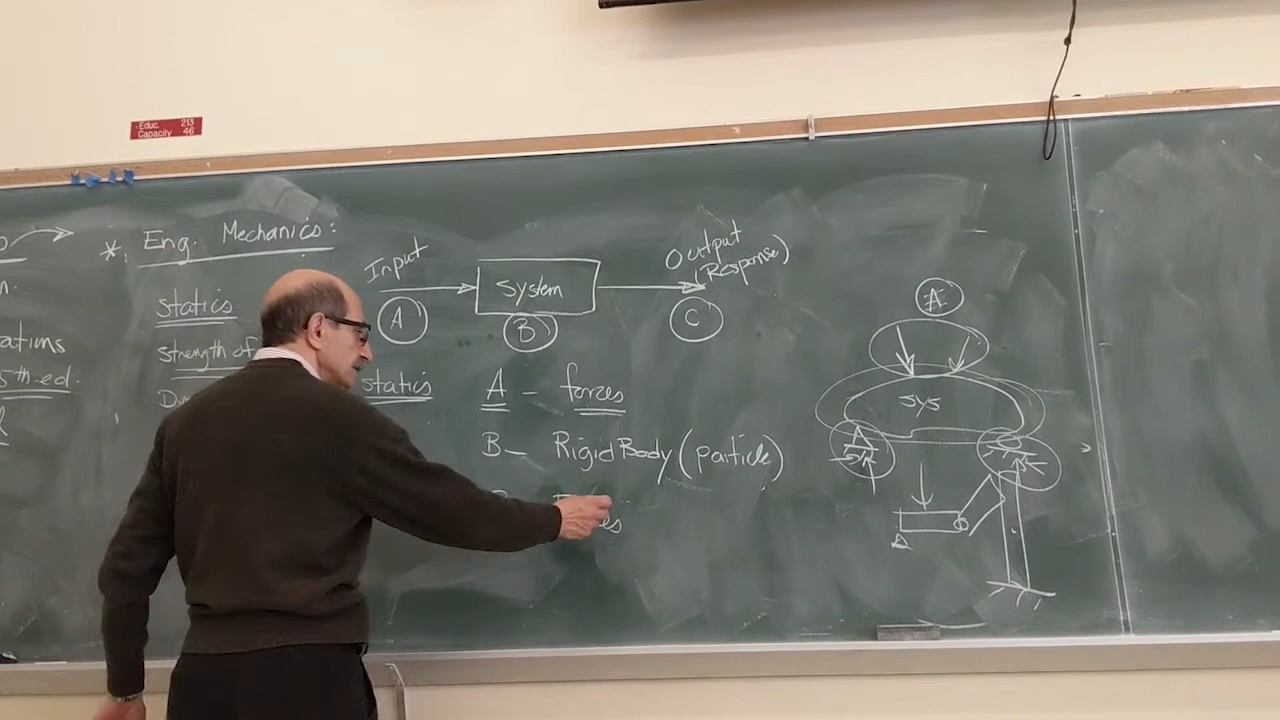 Educ. 213
Capacity 46
*, Eng. Mechanics:
statics
strength of
5th ed.
Input
System
Output
(Response)
A
B
C
statics
A – forces
B – Rigid Body (particle)
A
sys